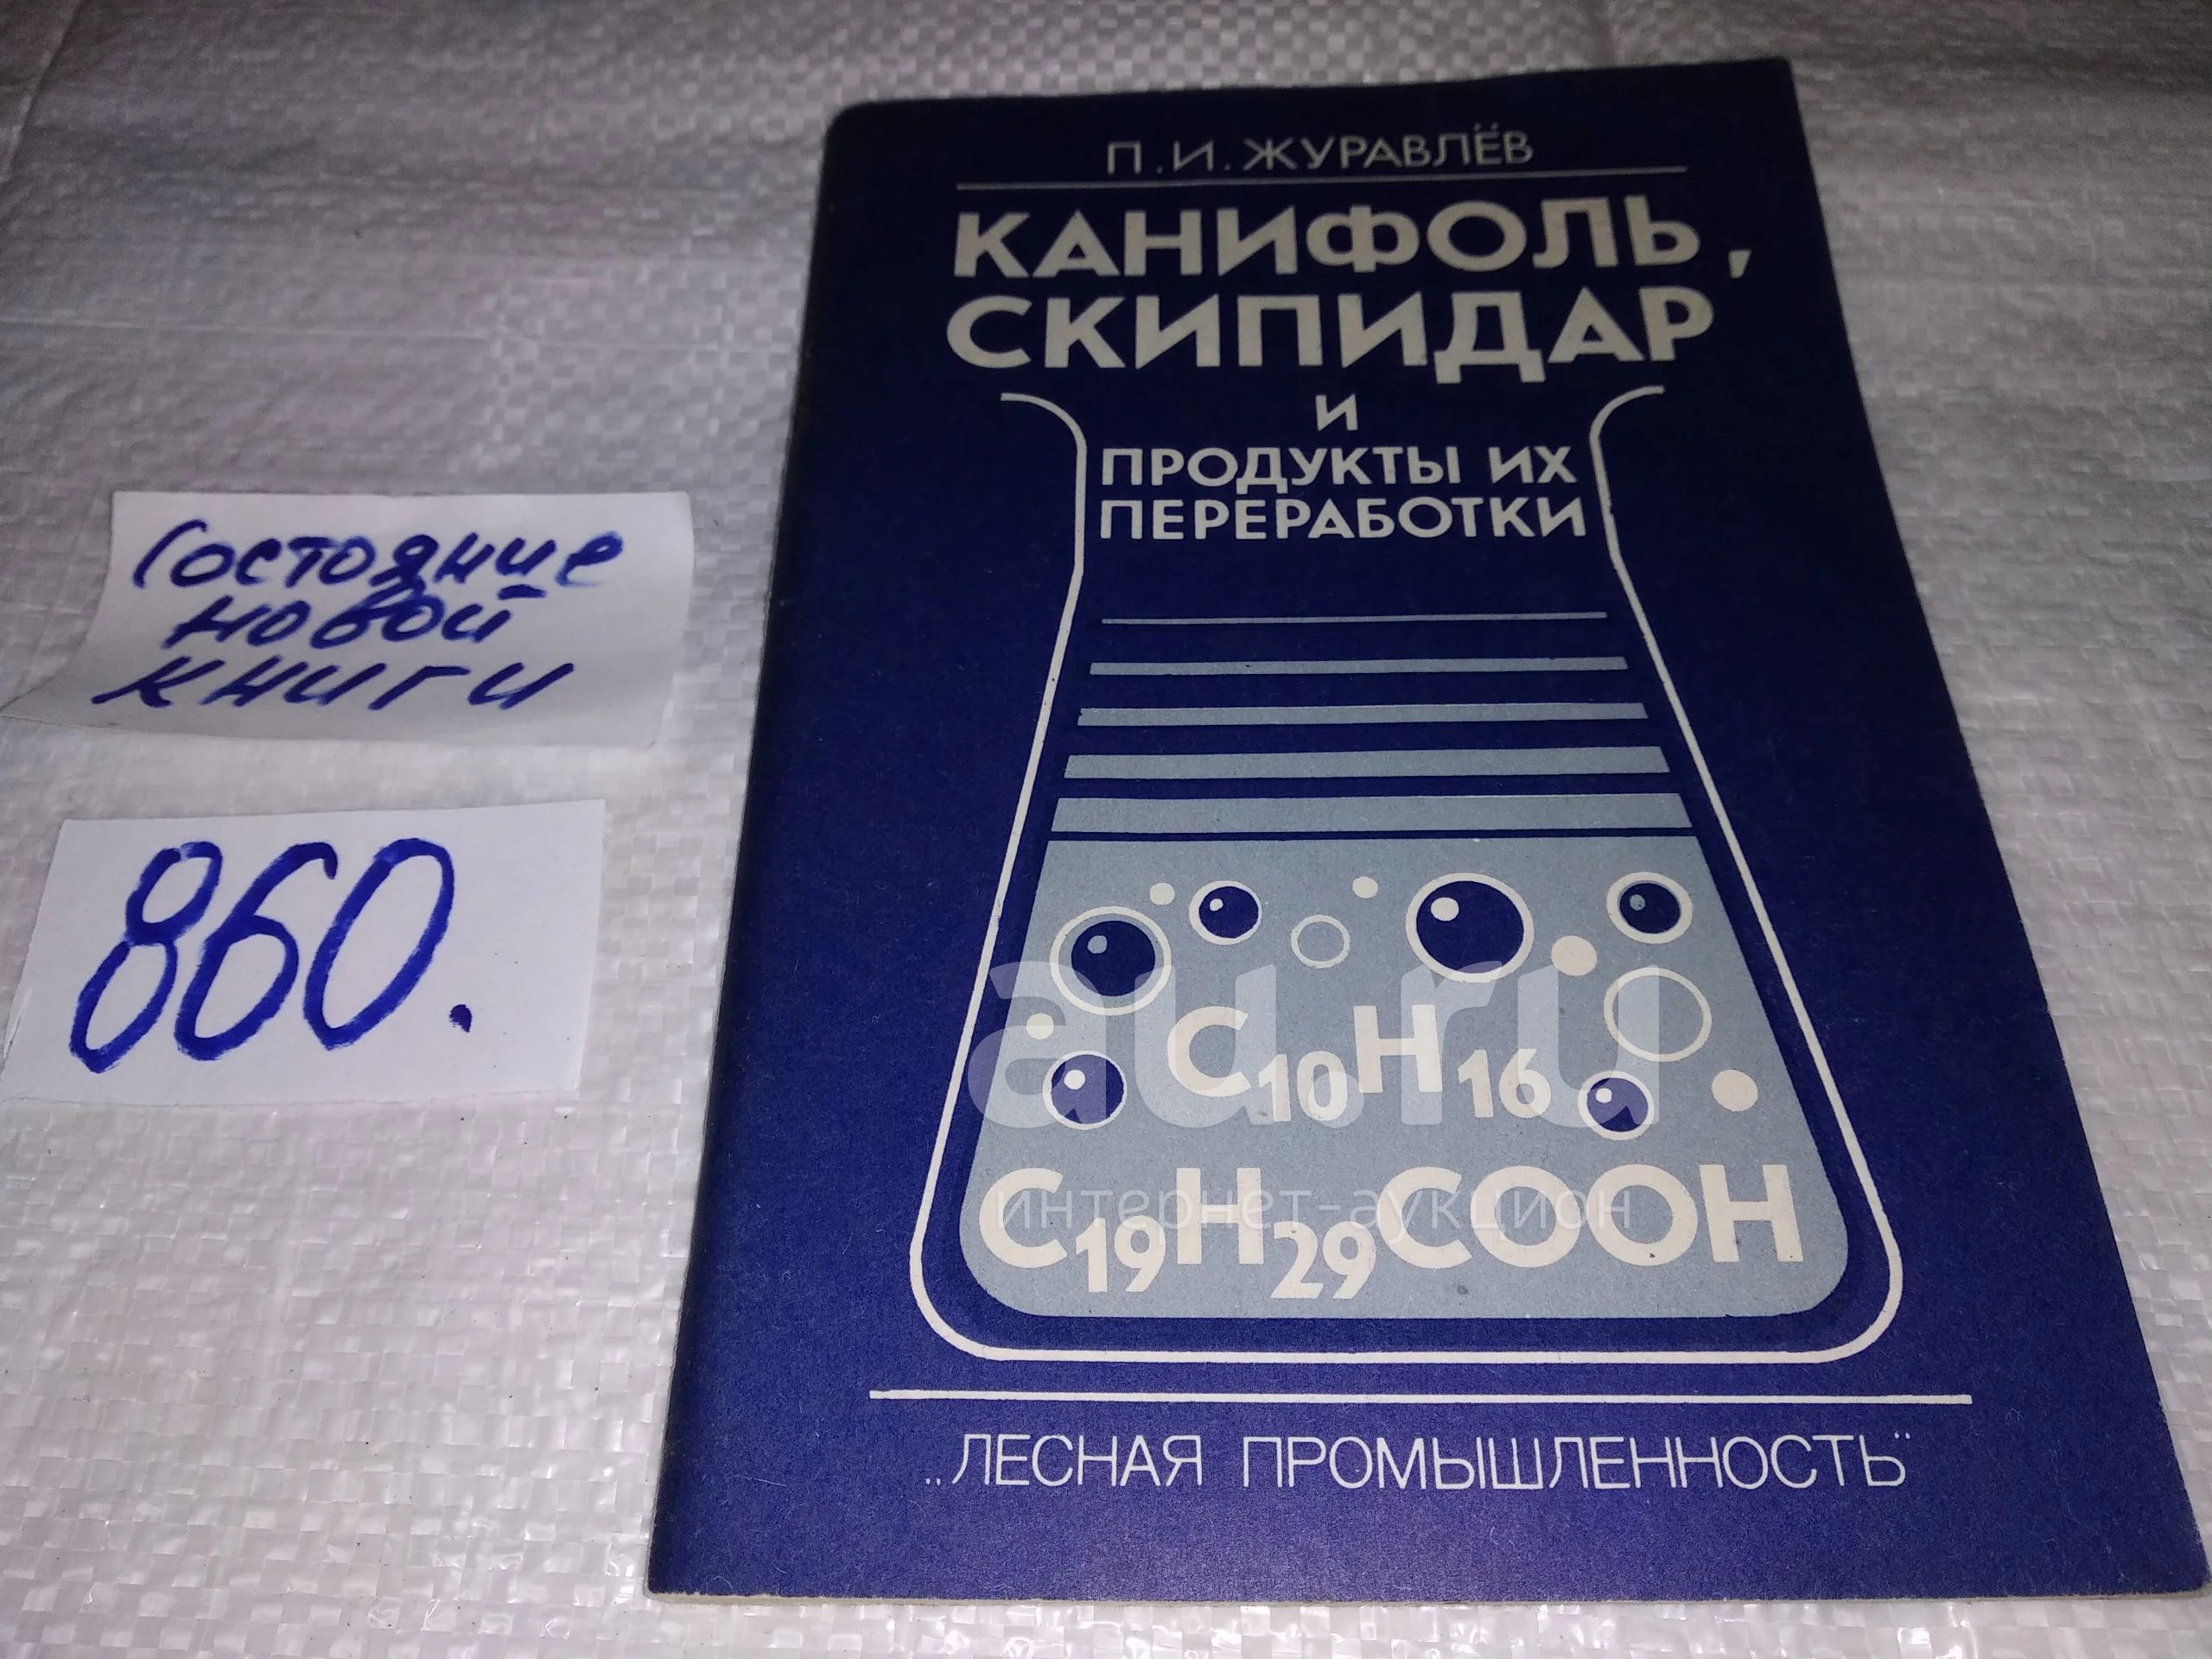 П.И.ЖУРАВЛЁВ
КАНИФОЛЬ,
СКИПИДАР
И
ПРОДУКТЫ ИХ
ПЕРЕРАБОТКИ
Состояние
новой
книги
860.
au.ru
C₁₀H₁₆
интернет-аукцион
C₁₉H₂₉COOH
„ЛЕСНАЯ ПРОМЫШЛЕННОСТЬ"